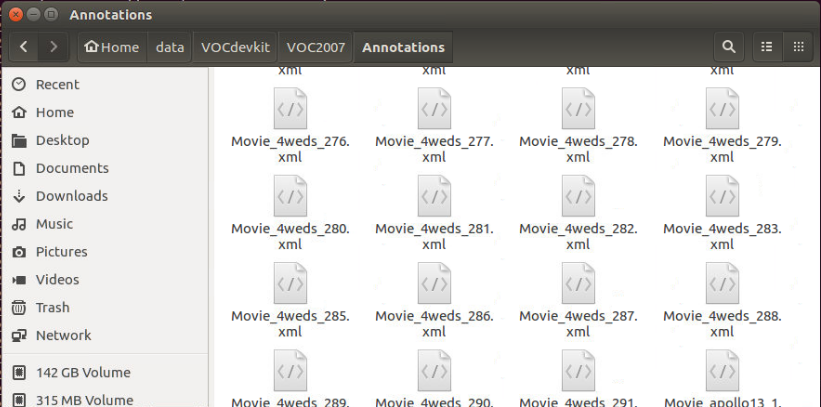 Annotations
Home data VOCdevkit VOC2007 Annotations
Recent
Home
Desktop
Documents
Downloads
Music
Pictures
Videos
Trash
Network
142 GB Volume
315 MB Volume
xml xml xml xml
Movie_4weds_276.xml
Movie_4weds_277.xml
Movie_4weds_278.xml
Movie_4weds_279.xml
Movie_4weds_280.xml
Movie_4weds_281.xml
Movie_4weds_282.xml
Movie_4weds_283.xml
Movie_4weds_285.xml
Movie_4weds_286.xml
Movie_4weds_287.xml
Movie_4weds_288.xml
Movie_4weds_289.
Movie_4weds_290.
Movie_4weds_291.
Movie_apollo13_1.